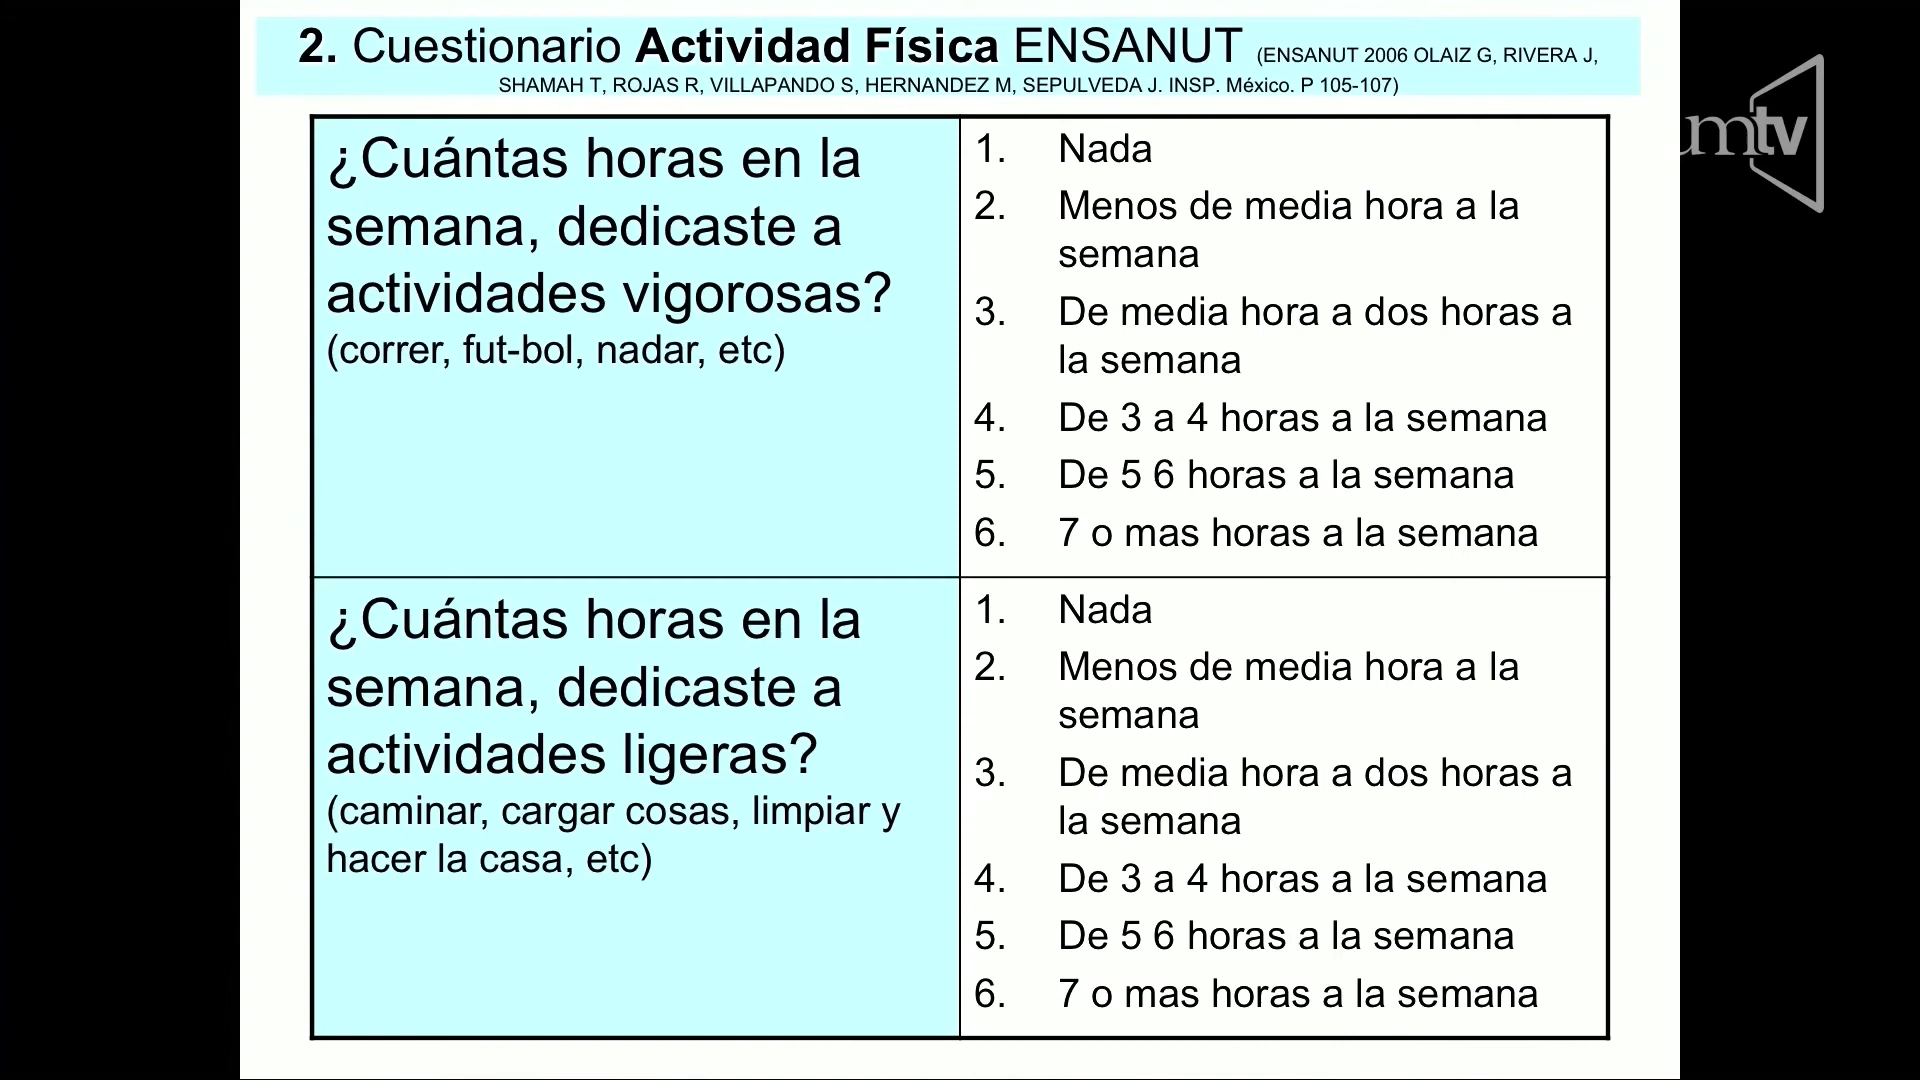 2. Cuestionario Actividad Física ENSANUT (ENSANUT 2006 OLAIZ G, RIVERA J,
SHAMAH T, ROJAS R, VILLAPANDO S, HERNANDEZ M, SEPULVEDA J. INSP. México. P 105-107)
¿Cuántas horas en la
semana, dedicaste a
actividades vigorosas?
(correr, fut-bol, nadar, etc)
1. Nada
2. Menos de media hora a la
semana
3. De media hora a dos horas a
la semana
4. De 3 a 4 horas a la semana
5. De 5 6 horas a la semana
6. 7 o mas horas a la semana
¿Cuántas horas en la
semana, dedicaste a
actividades ligeras?
(caminar, cargar cosas, limpiar y
hacer la casa, etc)
1. Nada
2. Menos de media hora a la
semana
3. De media hora a dos horas a
la semana
4. De 3 a 4 horas a la semana
5. De 5 6 horas a la semana
6. 7 o mas horas a la semana
umtv